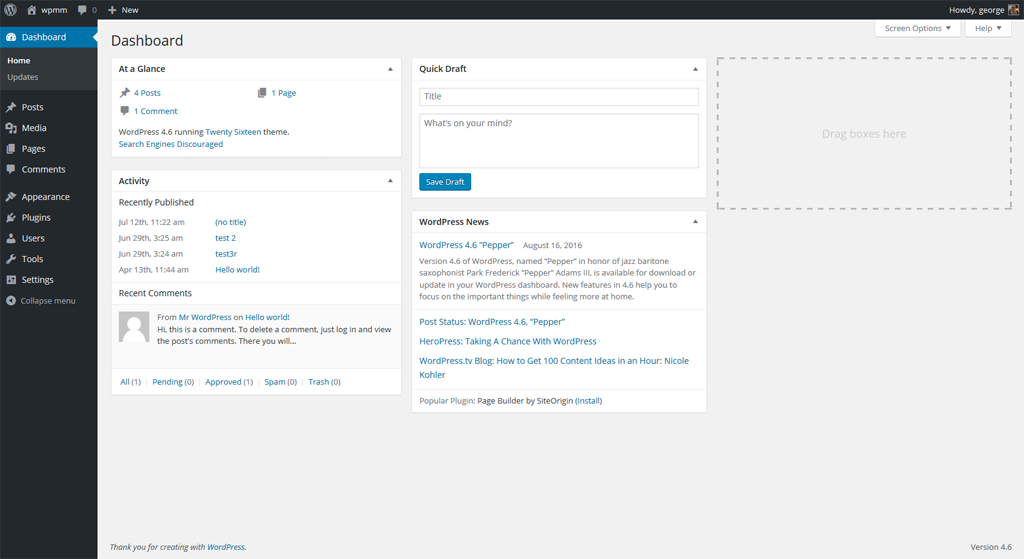 wpmm
0
New
Howdy, george
Dashboard
Home
Updates
Posts
Media
Pages
Comments
Appearance
Plugins
Users
Tools
Settings
Collapse menu
Screen Options
Help
Dashboard
At a Glance
4 Posts
1 Page
1 Comment
WordPress 4.6 running Twenty Sixteen theme.
Search Engines Discouraged
Activity
Recently Published
Jul 12th, 11:22 am (no title)
Jun 29th, 3:25 am test 2
Jun 29th, 3:24 am test3r
Apr 13th, 11:44 am Hello world!
Recent Comments
From Mr WordPress on Hello world!
Hi, this is a comment. To delete a comment, just log in and view
the post's comments. There you will...
All (1) | Pending (0) | Approved (1) | Spam (0) | Trash (0)
Quick Draft
Title
What's on your mind?
Save Draft
WordPress News
WordPress 4.6 “Pepper” August 16, 2016
Version 4.6 of WordPress, named “Pepper” in honor of jazz baritone
saxophonist Park Frederick “Pepper” Adams III, is available for download or
update in your WordPress dashboard. New features in 4.6 help you to
focus on the important things while feeling more at home.
Post Status: WordPress 4.6, “Pepper”
HeroPress: Taking A Chance With WordPress
WordPress.tv Blog: How to Get 100 Content Ideas in an Hour: Nicole
Kohler
Popular Plugin: Page Builder by SiteOrigin (Install)
Drag boxes here
Thank you for creating with WordPress.
Version 4.6